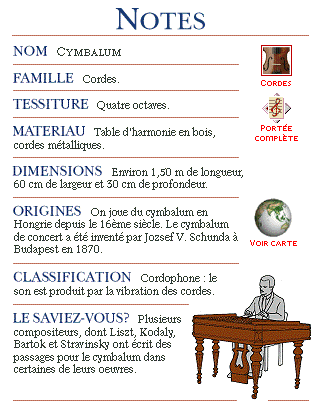 NOTES
NOM CYMBALUM
CORDES
FAMILLE Cordes.
TESSITURE Quatre octaves.
PORTÉE
COMPLÈTE
MATERIAU Table d'harmonie en bois,
cordes métalliques.
DIMENSIONS Environ 1,50 m de longueur,
60 cm de largeur et 30 cm de profondeur.
ORIGINES On joue du cymbalum en
Hongrie depuis le 16ème siècle. Le cymbalum
de concert a été inventé par Jozsef V. Schunda à
Budapest en 1870.
VOIR CARTE
CLASSIFICATION Cordophone : le
son est produit par la vibration des cordes.
LE SAVIEZ-VOUS? Plusieurs
compositeurs, dont Liszt, Kodaly,
Bartok et Stravinsky ont écrit des
passages pour le cymbalum dans
certaines de leurs oeuvres.